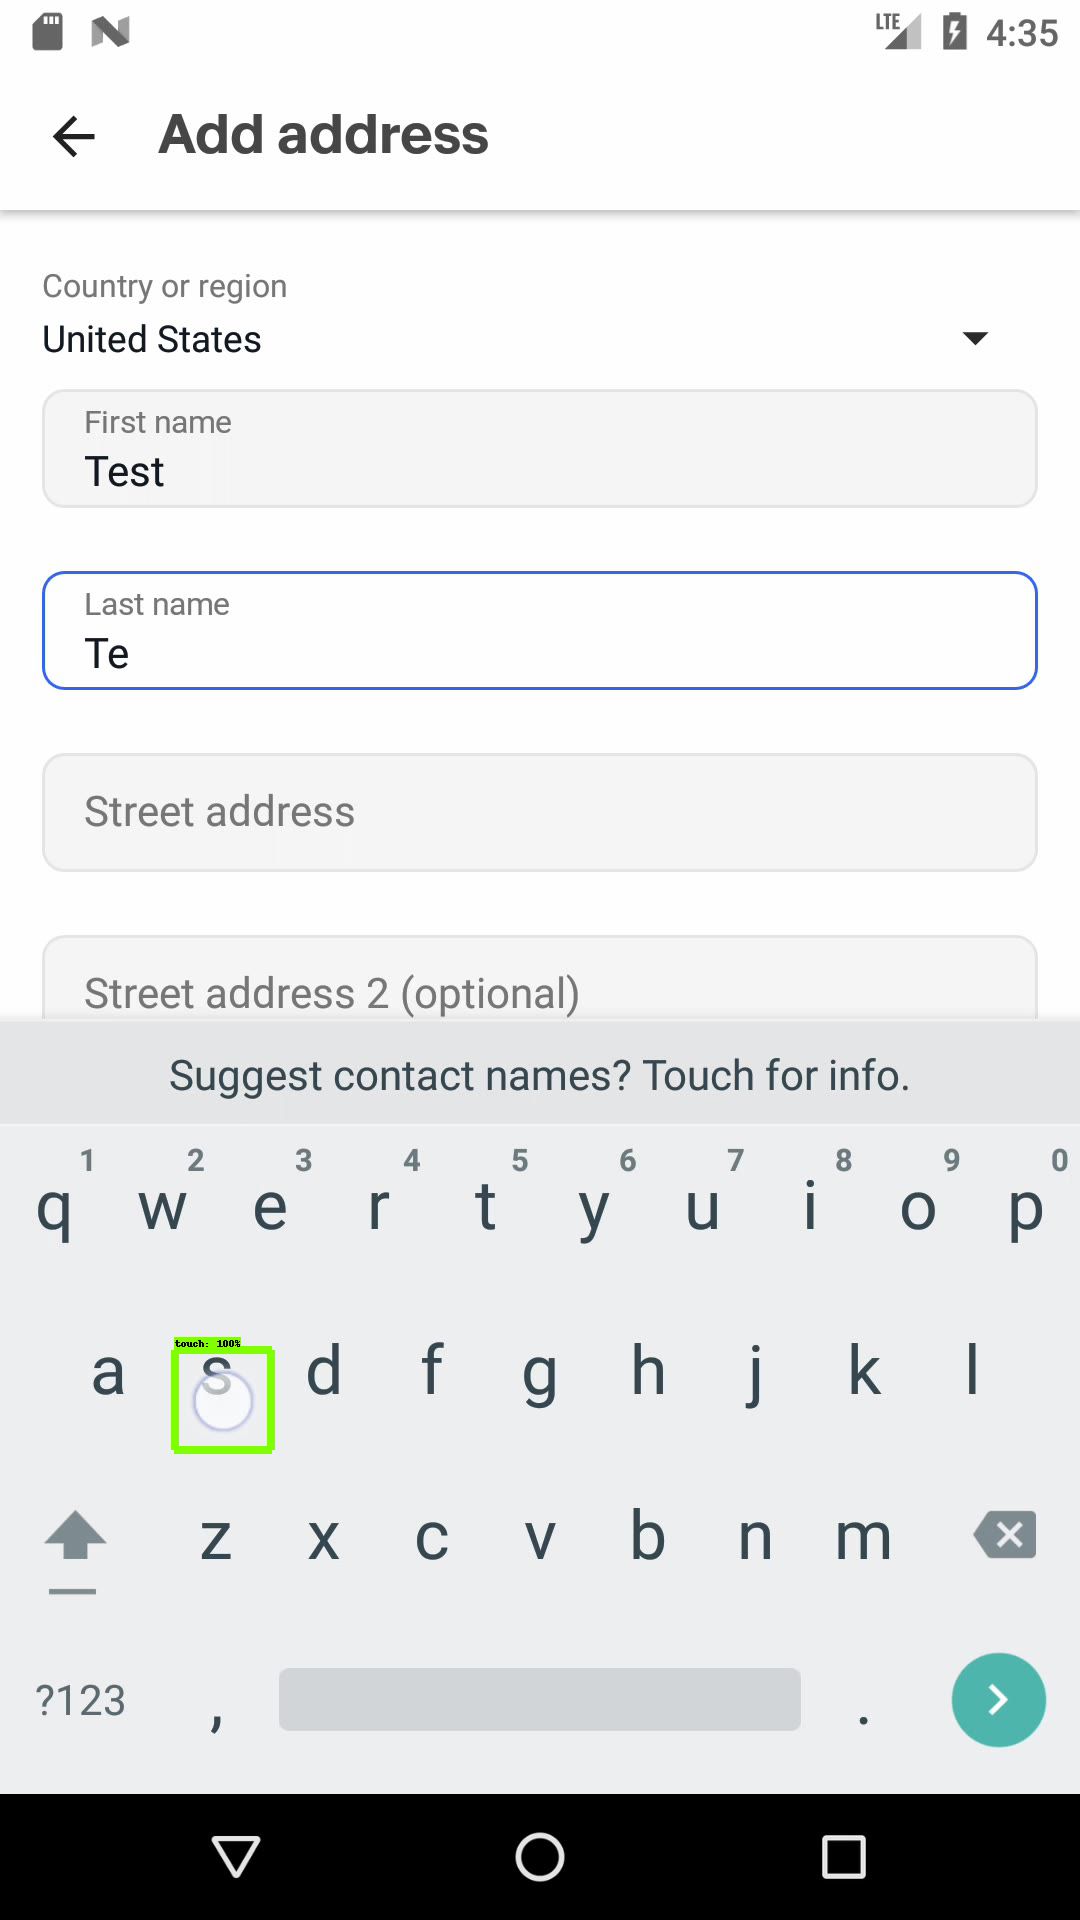 LTE 4:35
Add address
Country or region
United States
First name
Test
Last name
Te
Street address
Street address 2 (optional)
Suggest contact names? Touch for info.
1 2 3 4 5 6 7 8 9 0
q w e r t y u i o p
touch: 100%
a s d f g h j k l
z x c v b n m
?123 , .